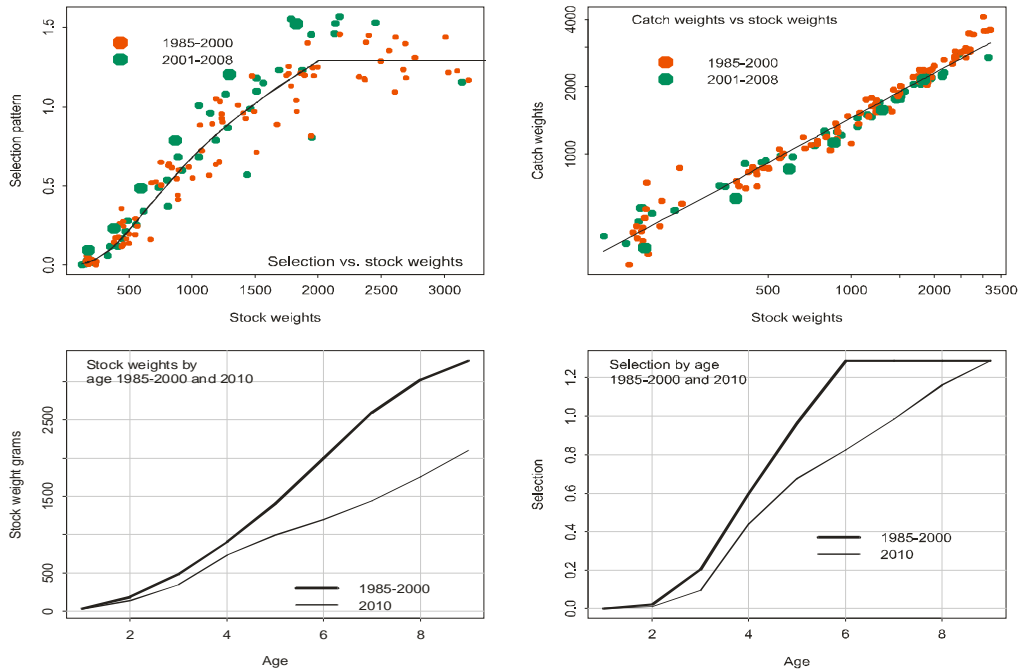 Selection pattern
1.5
1.0
0.5
0.0
1985-2000
2001-2008
Selection vs. stock weights
500 1000 1500 2000 2500 3000
Stock weights
Catch weights
4000
2000
1000
Catch weights vs stock weights
1985-2000
2001-2008
500 1000 2000 3500
Stock weights
Stock weight grams
2500
1500
500
0
Stock weights by
age 1985-2000 and 2010
1985-2000
2010
2 4 6 8
Age
Selection
1.2
1.0
0.8
0.6
0.4
0.2
0.0
Selection by age
1985-2000 and 2010
1985-2000
2010
2 4 6 8
Age